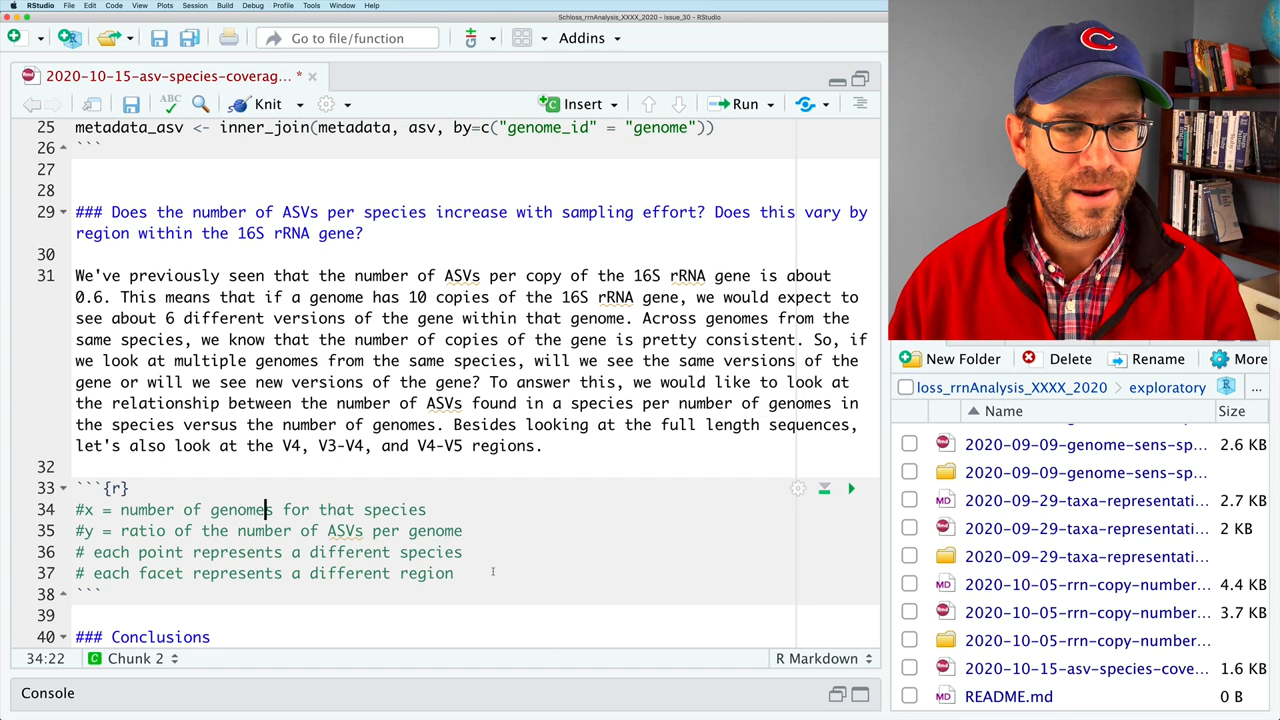 RStudio File Edit Code View Plots Session Build Debug Profile Tools Window Help
Schloss_rrnAnalysis_XXXX_2020 - issue_30 - RStudio
Go to file/function Addins
2020-10-15-asv-species-coverag... *
ABC Knit Insert Run
25 metadata_asv <- inner_join(metadata, asv, by=c("genome_id" = "genome"))
26 ```
27
28
29 ### Does the number of ASVs per species increase with sampling effort? Does this vary by
region within the 16S rRNA gene?
30
31 We've previously seen that the number of ASVs per copy of the 16S rRNA gene is about
0.6. This means that if a genome has 10 copies of the 16S rRNA gene, we would expect to
see about 6 different versions of the gene within that genome. Across genomes from the
same species, we know that the number of copies of the gene is pretty consistent. So, if
we look at multiple genomes from the same species, will we see the same versions of the
gene or will we see new versions of the gene? To answer this, we would like to look at
the relationship between the number of ASVs found in a species per number of genomes in
the species versus the number of genomes. Besides looking at the full length sequences,
let's also look at the V4, V3-V4, and V4-V5 regions.
32
33 ```{r}
34 #x = number of genomes for that species
35 #y = ratio of the number of ASVs per genome
36 # each point represents a different species
37 # each facet represents a different region
38 ```
39
40 ### Conclusions
34:22 Chunk 2 R Markdown
Console
C
New Folder Delete Rename More
loss_rrnAnalysis_XXXX_2020 exploratory ...
Name Size
2020-09-09-genome-sens-sp... 2.6 KB
2020-09-09-genome-sens-sp...
2020-09-29-taxa-representati... 2.7 KB
2020-09-29-taxa-representati... 2 KB
2020-09-29-taxa-representati...
2020-10-05-rrn-copy-number... 4.4 KB
2020-10-05-rrn-copy-number... 3.7 KB
2020-10-05-rrn-copy-number...
2020-10-15-asv-species-cove... 1.6 KB
README.md 0 B